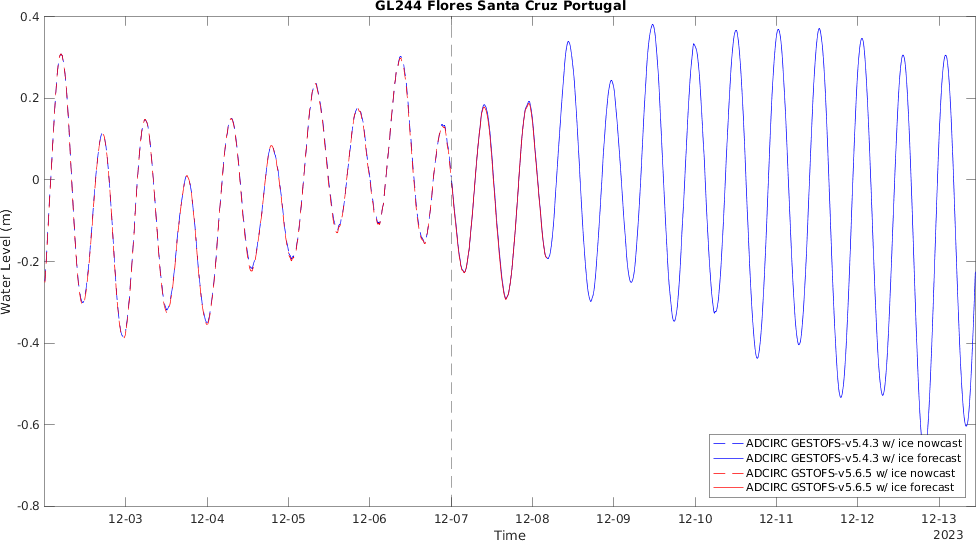 GL244 Flores Santa Cruz Portugal
0.4
0.2
0
-0.2
-0.4
-0.6
-0.8
Water Level (m)
ADCIRC GESTOFS-v5.4.3 w/ ice nowcast
ADCIRC GESTOFS-v5.4.3 w/ ice forecast
ADCIRC GSTOFS-v5.6.5 w/ ice nowcast
ADCIRC GSTOFS-v5.6.5 w/ ice forecast
12-03 12-04 12-05 12-06 12-07 12-08 12-09 12-10 12-11 12-12 12-13
Time
2023